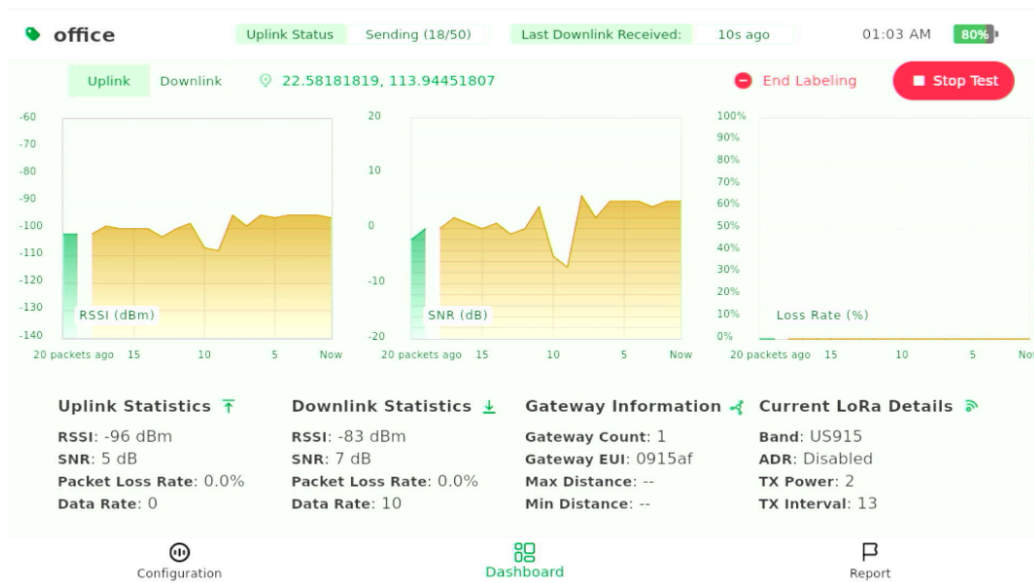 office
Uplink Status Sending (18/50) Last Downlink Received: 10s ago 01:03 AM 80%
Uplink Downlink 22.58181819, 113.94451807 End Labeling Stop Test
-60
-70
-80
-90
-100
-110
-120
-130
-140
RSSI (dBm)
20 packets ago 15 10 5 Now
20
10
0
-10
-20
SNR (dB)
20 packets ago 15 10 5 Now
100%
90%
80%
70%
60%
50%
40%
30%
20%
10%
0%
Loss Rate (%)
20 packets ago 15 10 5 No
Uplink Statistics
RSSI: -96 dBm
SNR: 5 dB
Packet Loss Rate: 0.0%
Data Rate: 0
Downlink Statistics
RSSI: -83 dBm
SNR: 7 dB
Packet Loss Rate: 0.0%
Data Rate: 10
Gateway Information
Gateway Count: 1
Gateway EUI: 0915af
Max Distance: --
Min Distance: --
Current LoRa Details
Band: US915
ADR: Disabled
TX Power: 2
TX Interval: 13
Configuration Dashboard Report